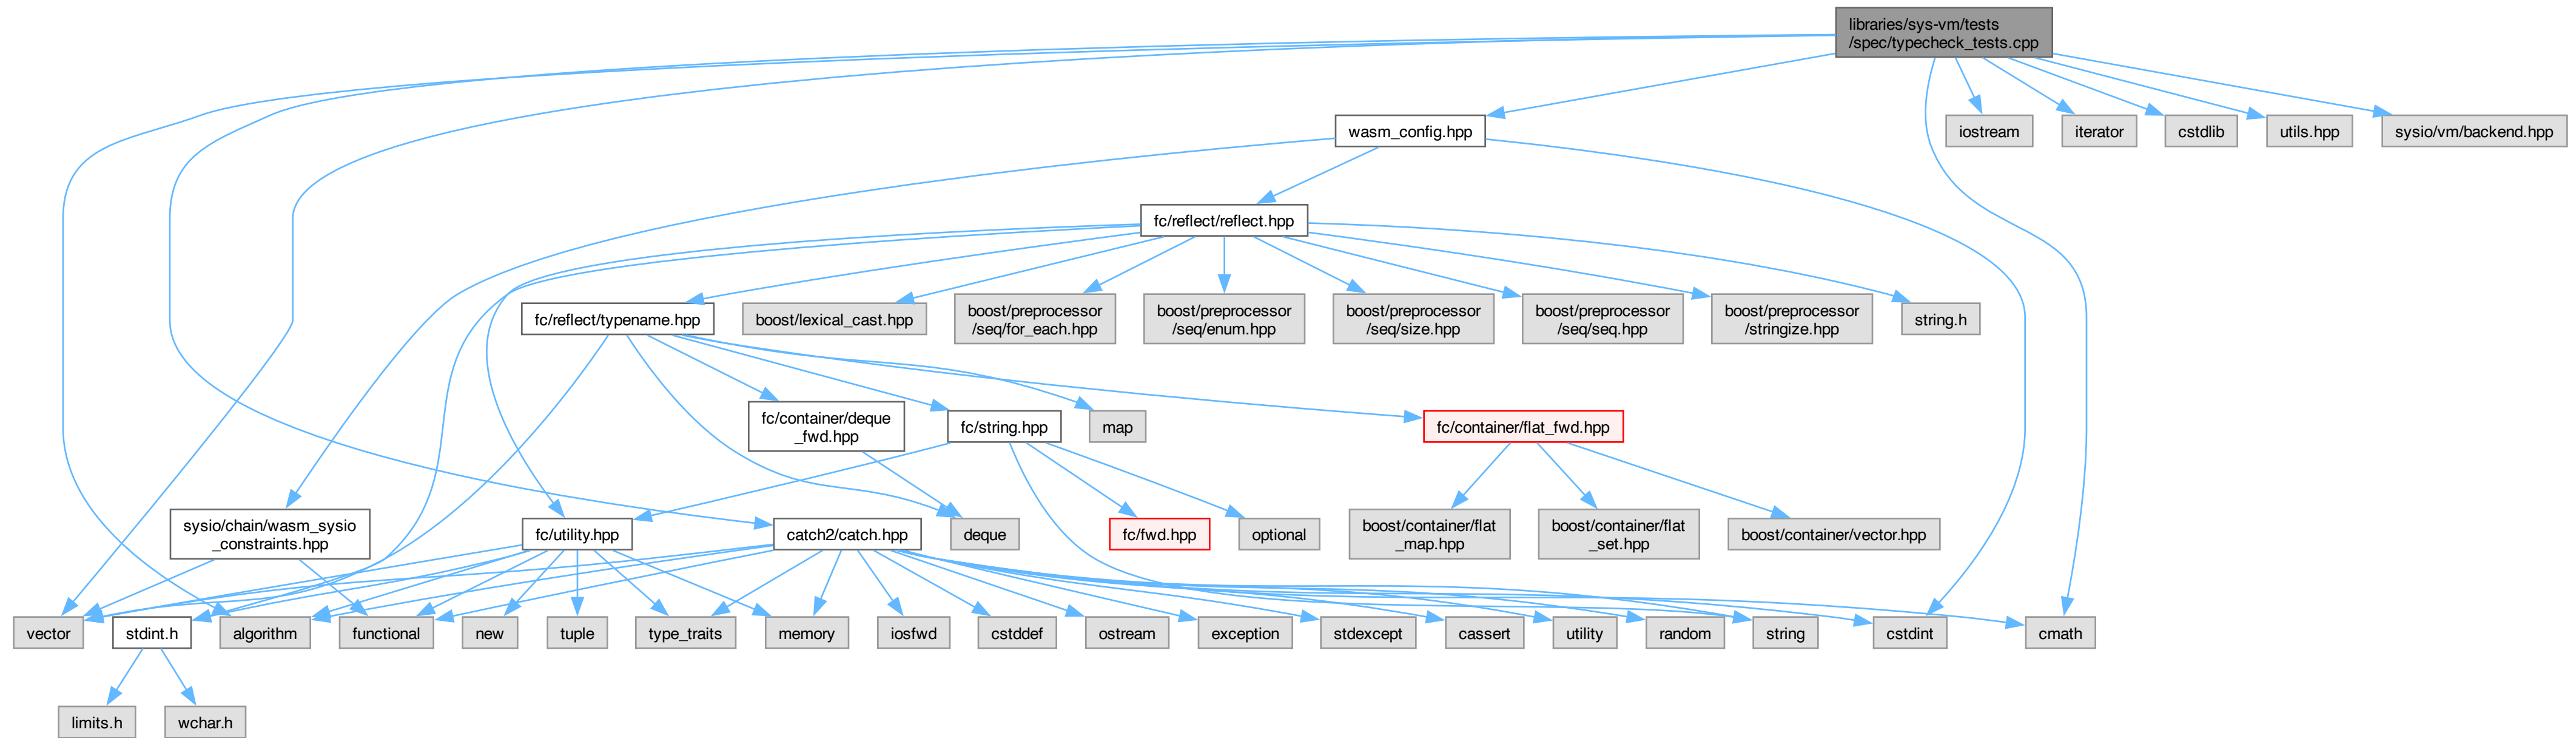 libraries/sys-vm/tests
/spec/typecheck_tests.cpp
wasm_config.hpp
iostream
iterator
cstdlib
utils.hpp
sysio/vm/backend.hpp
fc/reflect/reflect.hpp
fc/reflect/typename.hpp
boost/lexical_cast.hpp
boost/preprocessor
/seq/for_each.hpp
boost/preprocessor
/seq/enum.hpp
boost/preprocessor
/seq/size.hpp
boost/preprocessor
/seq/seq.hpp
boost/preprocessor
/stringize.hpp
string.h
fc/container/deque
_fwd.hpp
fc/string.hpp
map
fc/container/flat_fwd.hpp
sysio/chain/wasm_sysio
_constraints.hpp
fc/utility.hpp
catch2/catch.hpp
deque
fc/fwd.hpp
optional
boost/container/flat
_map.hpp
boost/container/flat
_set.hpp
boost/container/vector.hpp
vector
stdint.h
algorithm
functional
new
tuple
type_traits
memory
iosfwd
cstddef
ostream
exception
stdexcept
cassert
utility
random
string
cstdint
cmath
limits.h
wchar.h